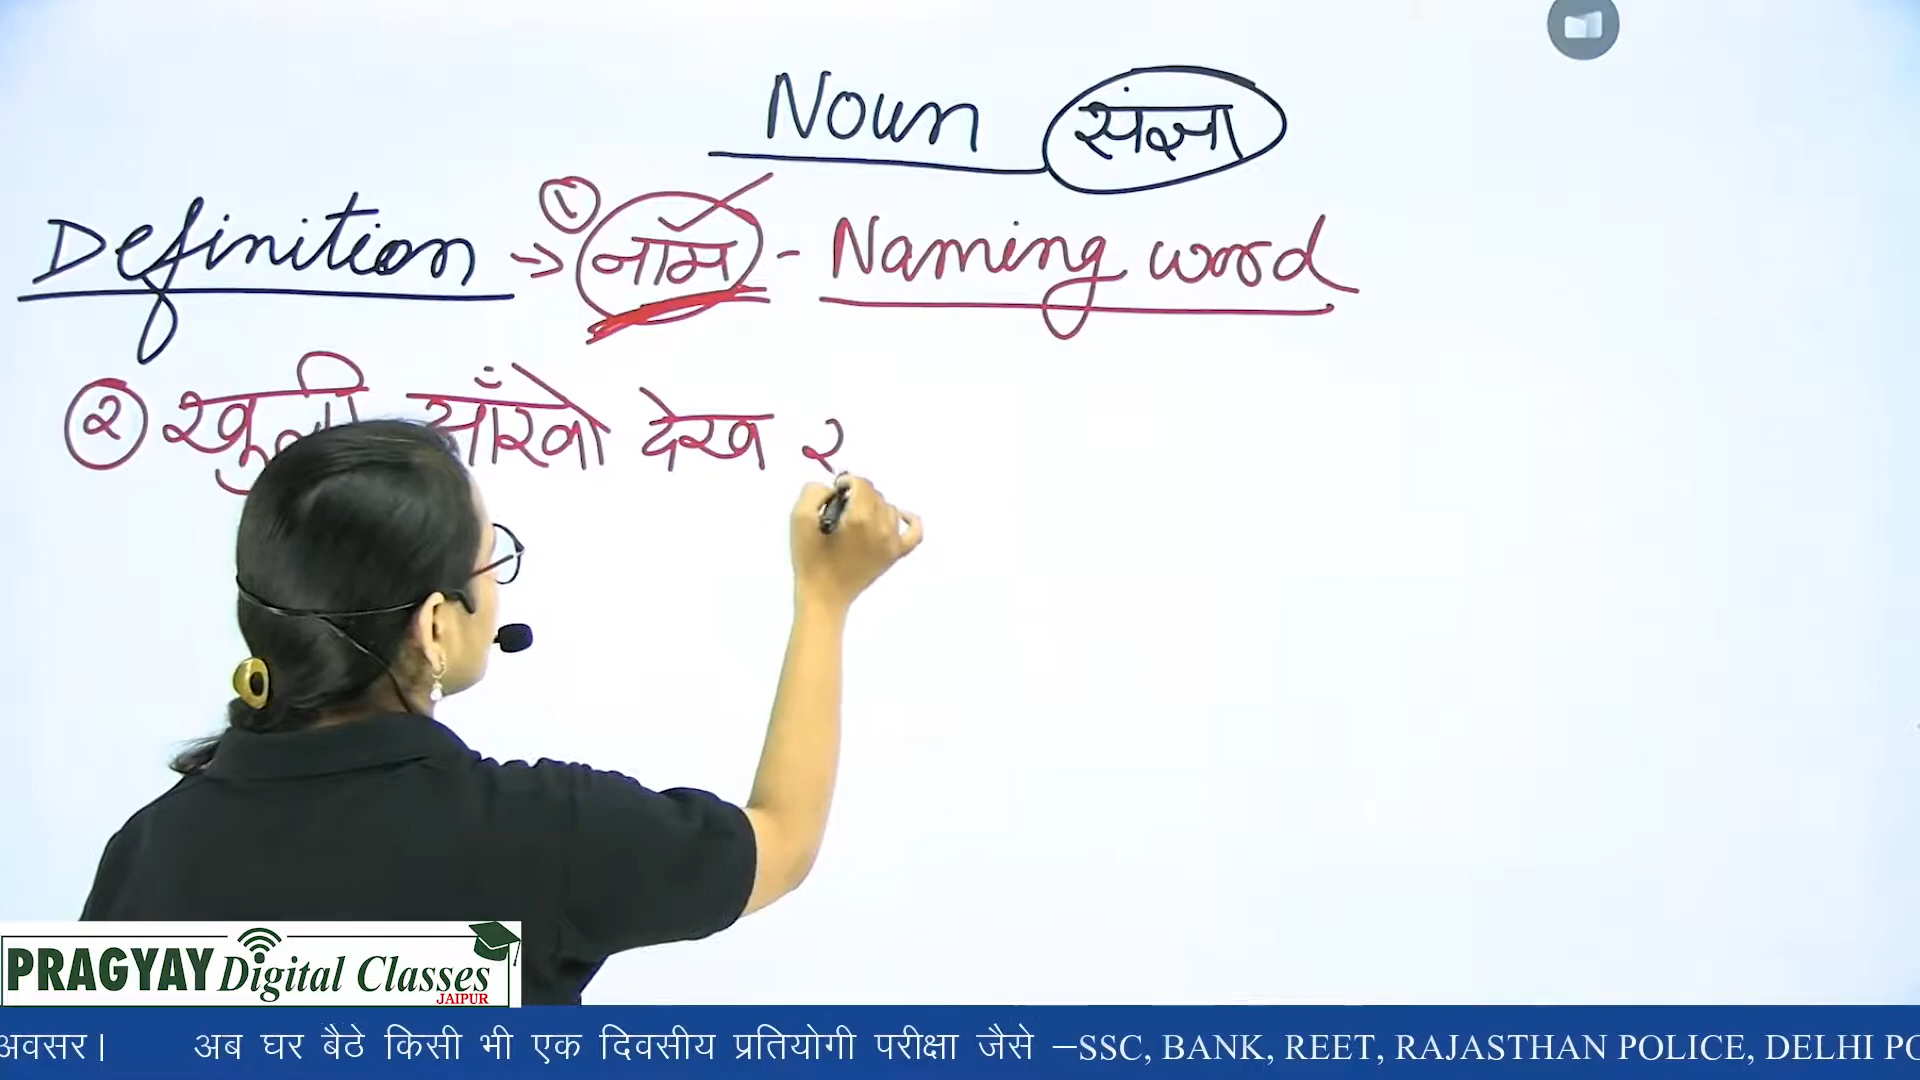 Noun संज्ञा
Definition → ① नाम - Naming word
② खुली आँखो देख र
PRAGYAY Digital Classes
JAIPUR
अवसर। अब घर बैठे किसी भी एक दिवसीय प्रतियोगी परीक्षा जैसे –SSC, BANK, REET, RAJASTHAN POLICE, DELHI PO